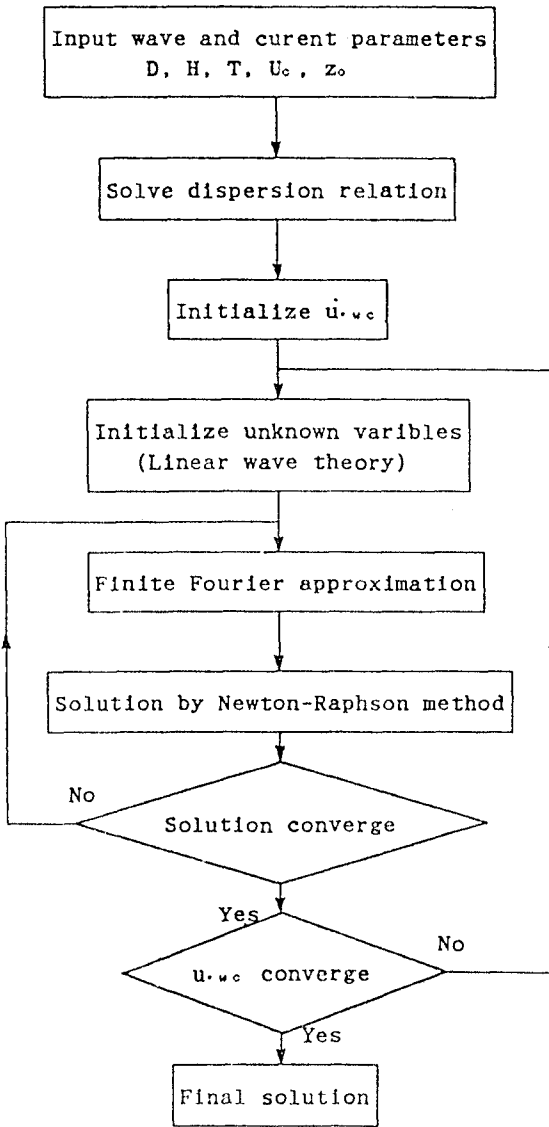 Input wave and curent parameters
D, H, T, Uc, zo
Solve dispersion relation
Initialize u*wc
Initialize unknown varibles
(Linear wave theory)
Finite Fourier approximation
Solution by Newton-Raphson method
No
Solution converge
Yes
No
u*wc converge
Yes
Final solution